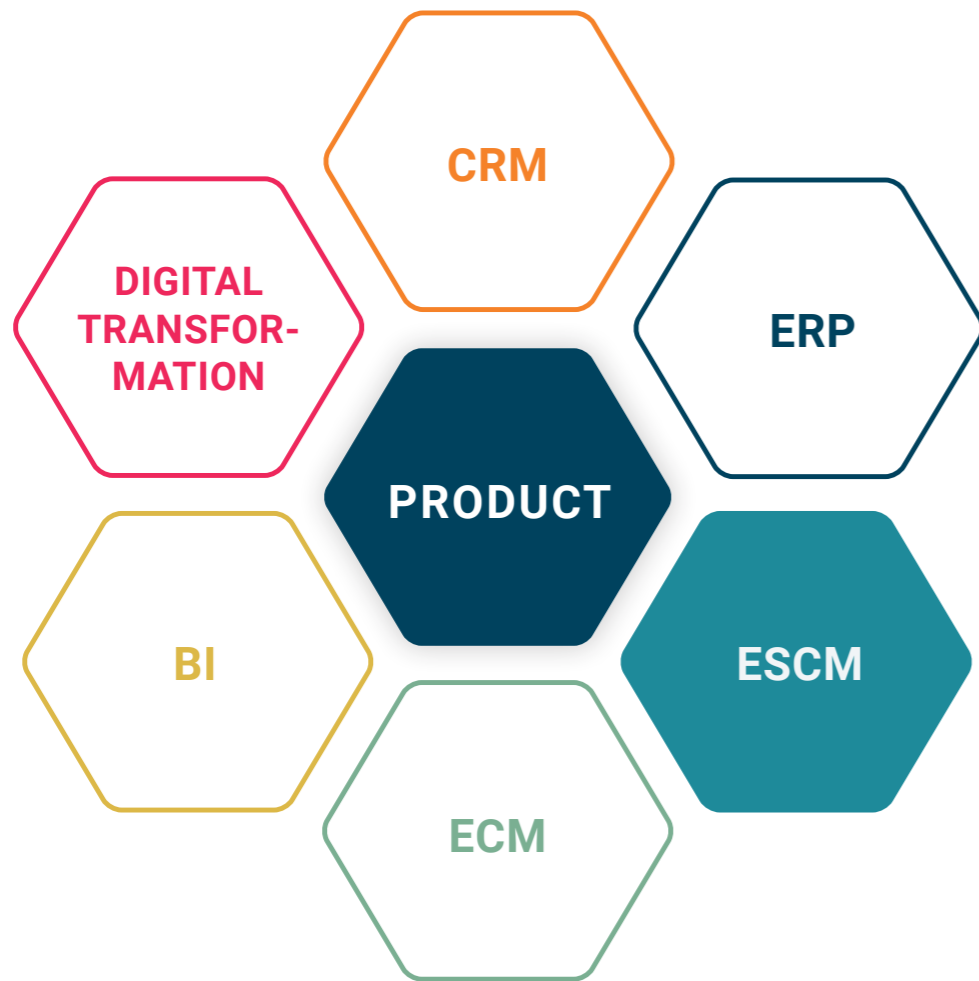 CRM
DIGITAL
TRANSFOR-
MATION
ERP
PRODUCT
BI
ESCM
ECM